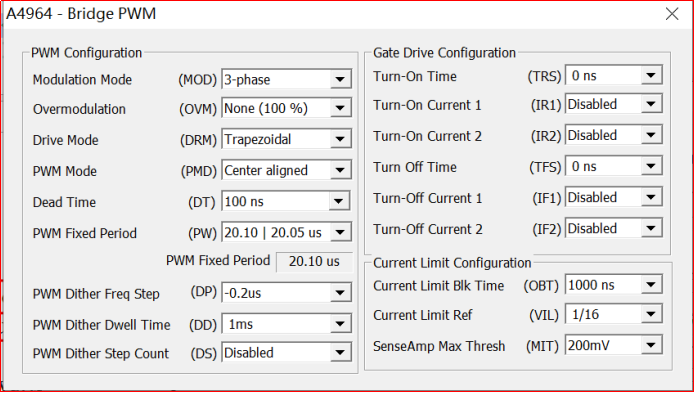 A4964 - Bridge PWM
PWM Configuration
Modulation Mode (MOD) 3-phase
Overmodulation (OVM) None (100 %)
Drive Mode (DRM) Trapezoidal
PWM Mode (PMD) Center aligned
Dead Time (DT) 100 ns
PWM Fixed Period (PW) 20.10 | 20.05 us
PWM Fixed Period 20.10 us
PWM Dither Freq Step (DP) -0.2us
PWM Dither Dwell Time (DD) 1ms
PWM Dither Step Count (DS) Disabled
Gate Drive Configuration
Turn-On Time (TRS) 0 ns
Turn-On Current 1 (IR1) Disabled
Turn-On Current 2 (IR2) Disabled
Turn Off Time (TFS) 0 ns
Turn-Off Current 1 (IF1) Disabled
Turn-Off Current 2 (IF2) Disabled
Current Limit Configuration
Current Limit Blk Time (OBT) 1000 ns
Current Limit Ref (VIL) 1/16
SenseAmp Max Thresh (MIT) 200mV